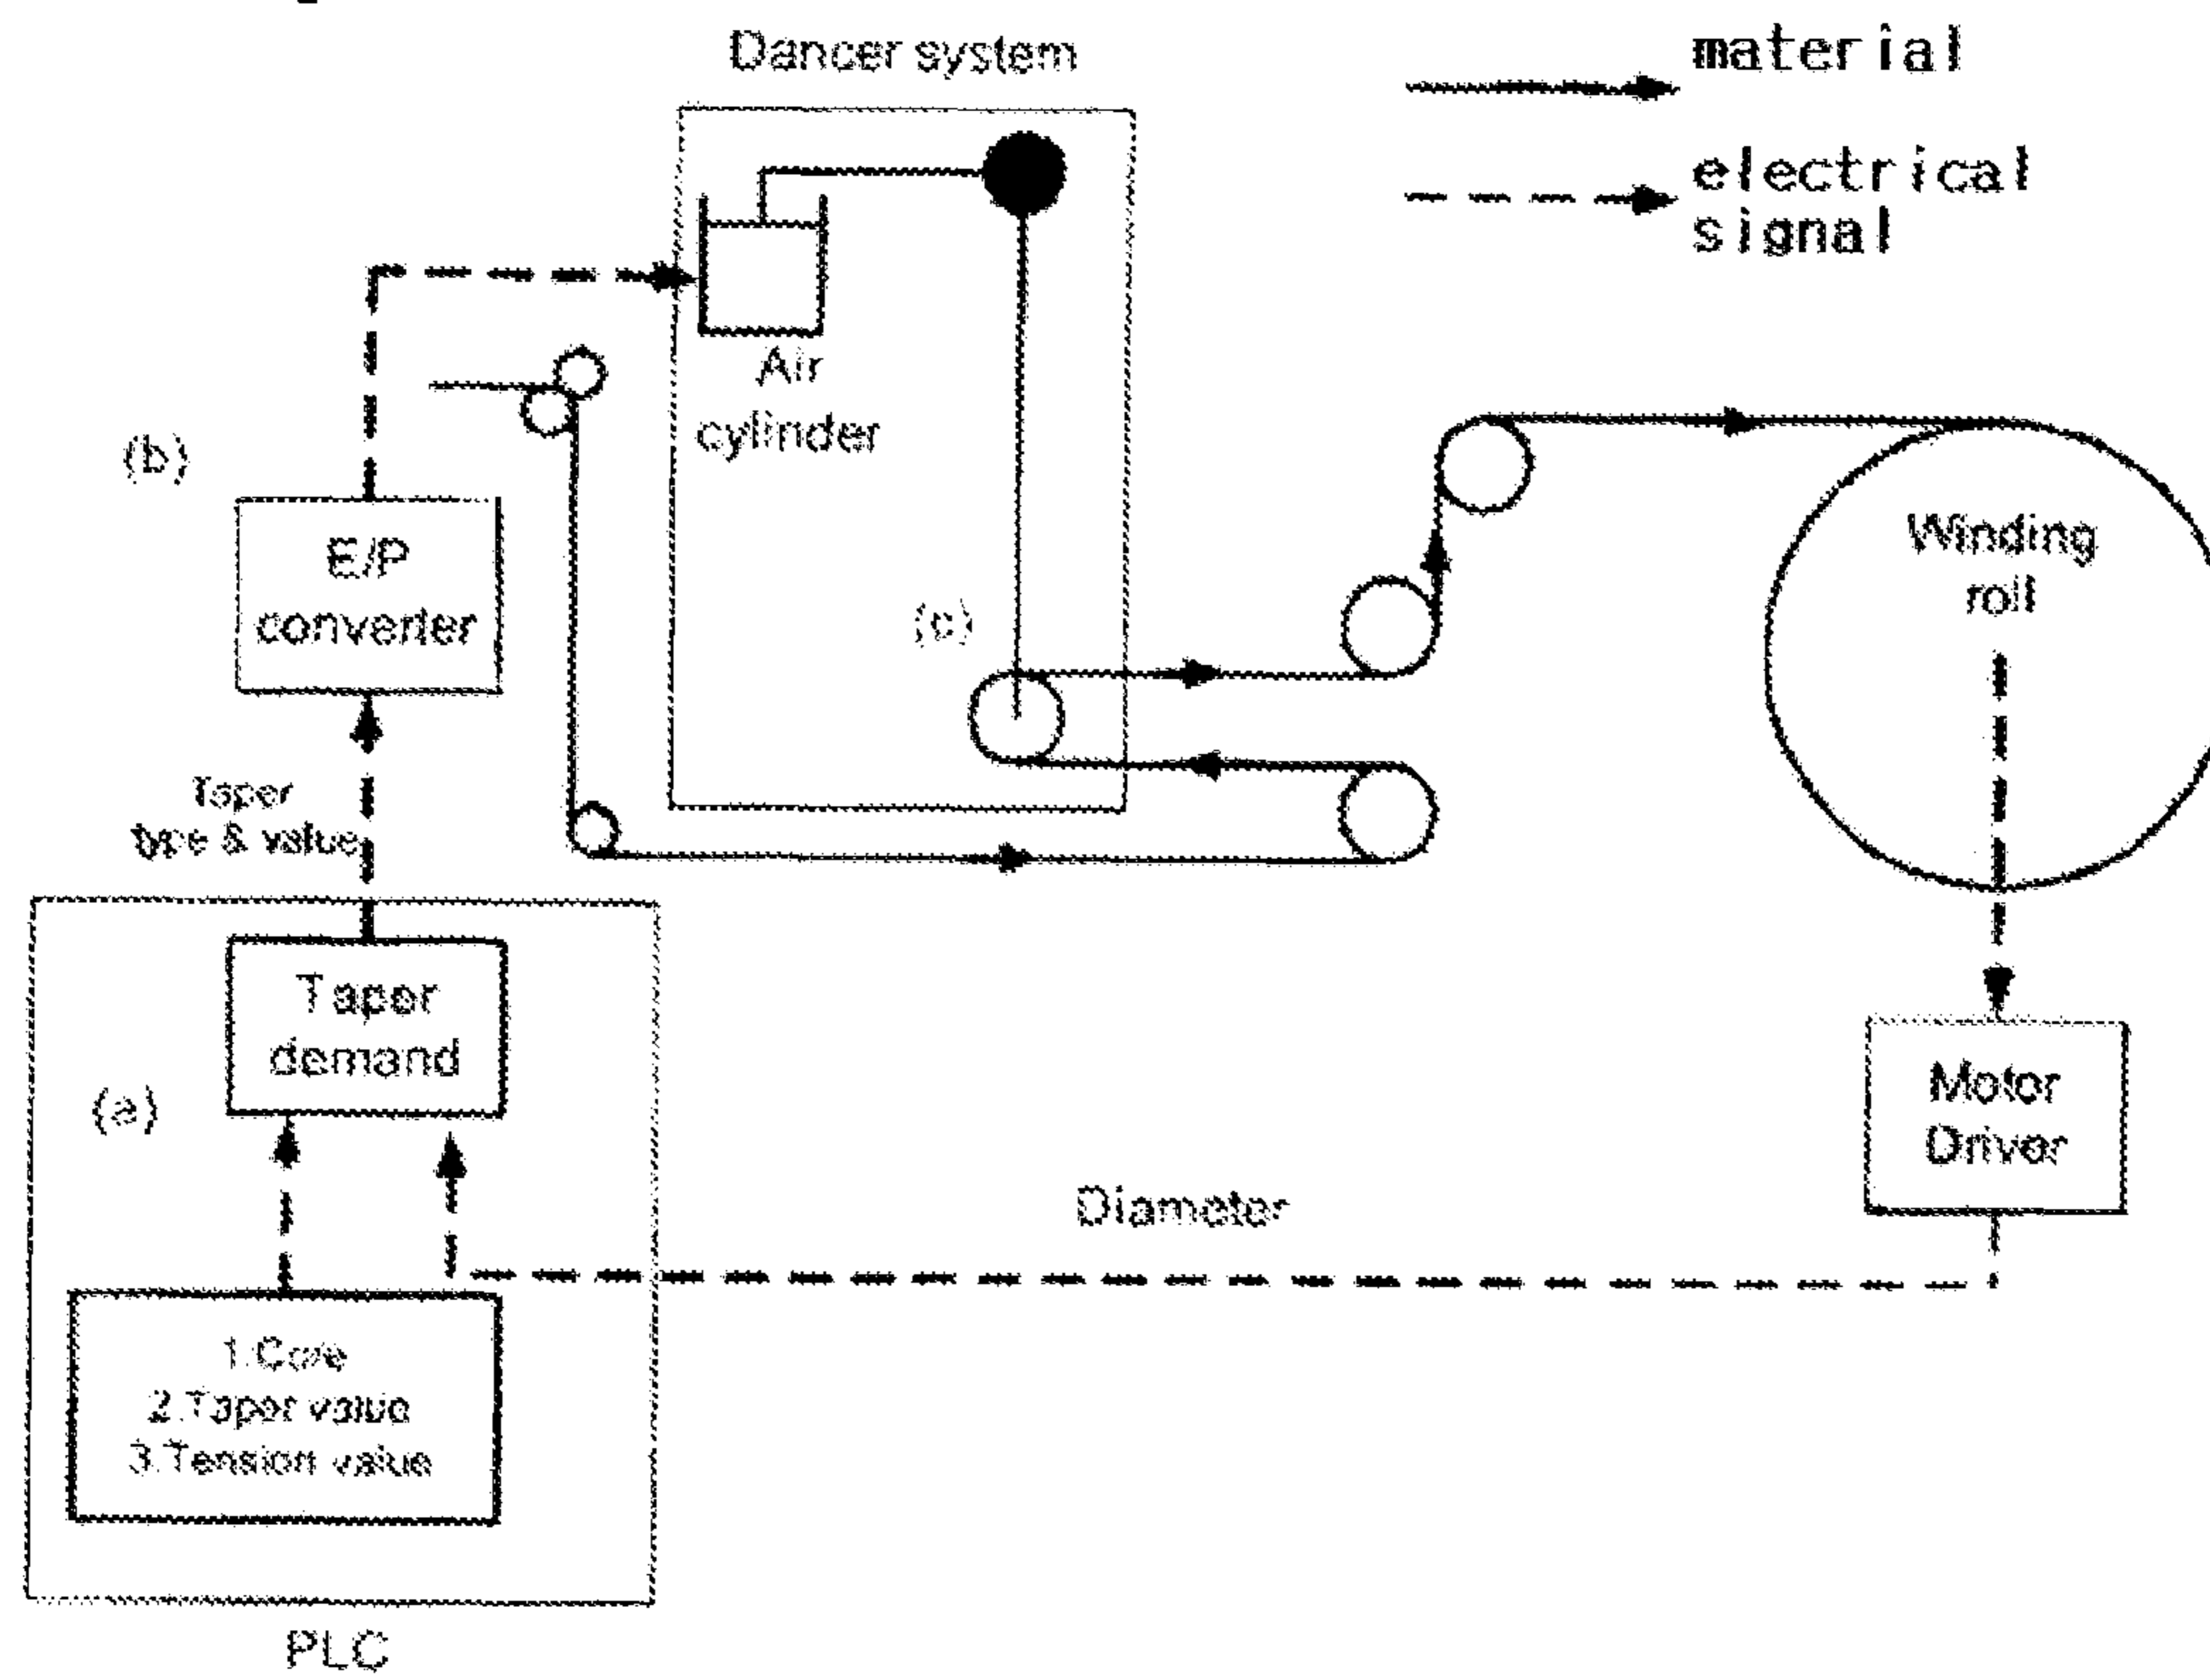 Dancer system
material
electrical
signal
Air
cylinder
(b)
E/P
converter
(c)
Winding
roll
Taper
type & value
Taper
demand
(a)
Motor
Driver
Diameter
1.Core
2.Taper value
3.Tension value
PLC